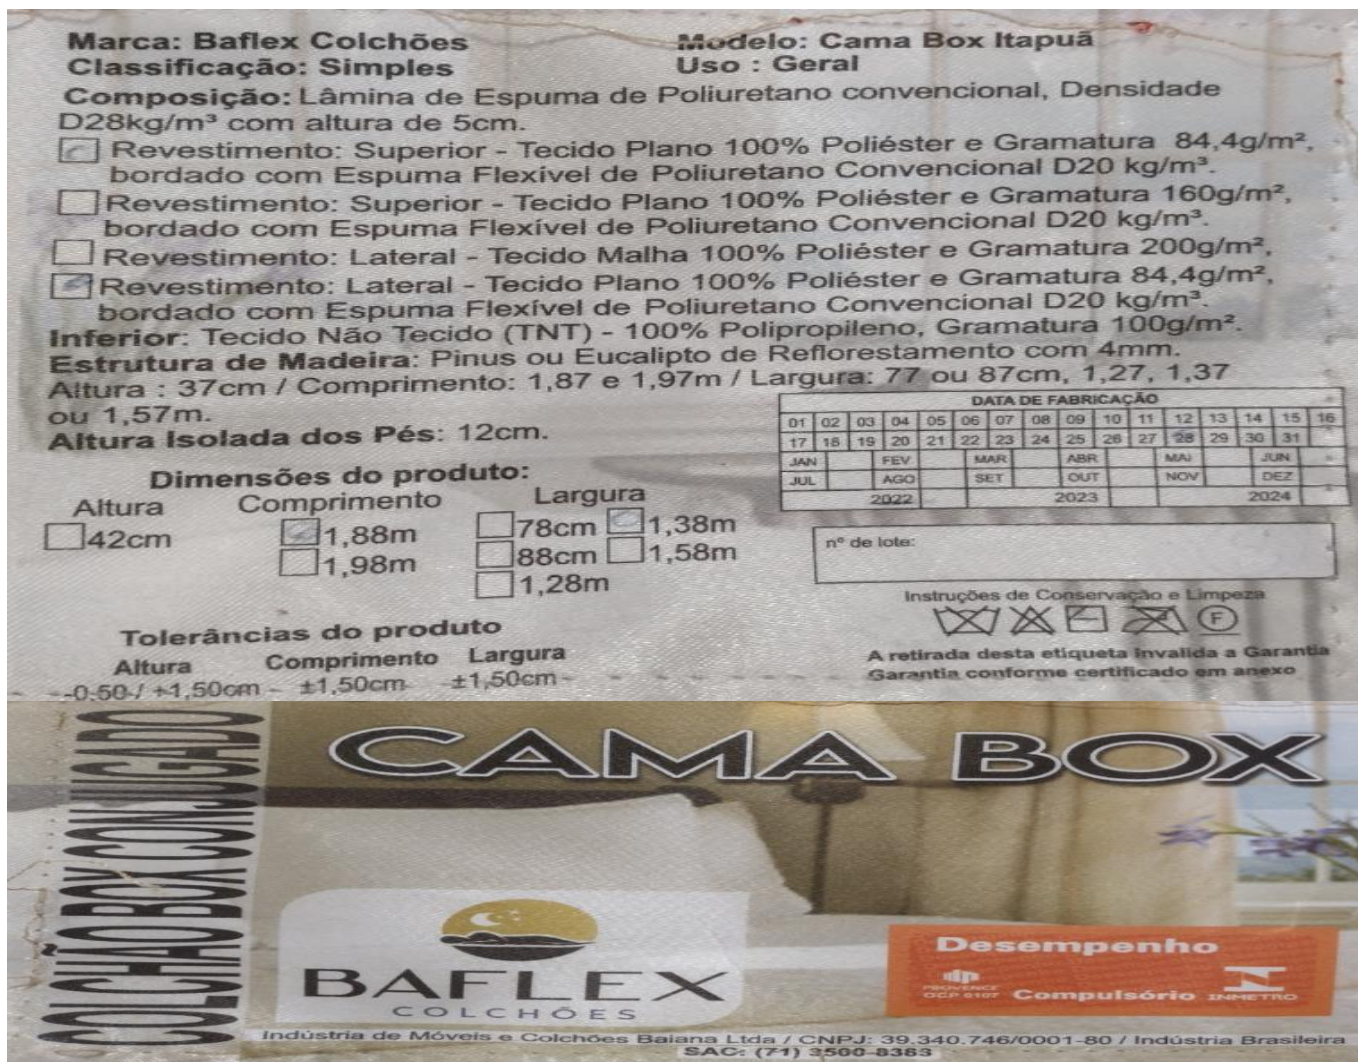 Marca: Baflex Colchões Modelo: Cama Box Itapuã
Classificação: Simples Uso : Geral
Composição: Lâmina de Espuma de Poliuretano convencional, Densidade
D28kg/m³ com altura de 5cm.
Revestimento: Superior - Tecido Plano 100% Poliéster e Gramatura 84,4g/m²,
bordado com Espuma Flexível de Poliuretano Convencional D20 kg/m³.
Revestimento: Superior - Tecido Plano 100% Poliéster e Gramatura 160g/m²,
bordado com Espuma Flexível de Poliuretano Convencional D20 kg/m³.
Revestimento: Lateral - Tecido Malha 100% Poliéster e Gramatura 200g/m²,
Revestimento: Lateral - Tecido Plano 100% Poliéster e Gramatura 84,4g/m²,
bordado com Espuma Flexível de Poliuretano Convencional D20 kg/m³.
Inferior: Tecido Não Tecido (TNT) - 100% Polipropileno, Gramatura 100g/m².
Estrutura de Madeira: Pinus ou Eucalipto de Reflorestamento com 4mm.
Altura : 37cm / Comprimento: 1,87 e 1,97m / Largura: 77 ou 87cm, 1,27, 1,37
ou 1,57m.
Altura Isolada dos Pés: 12cm.
DATA DE FABRICAÇÃO
01 02 03 04 05 06 07 08 09 10 11 12 13 14 15 16
17 18 19 20 21 22 23 24 25 26 27 28 29 30 31
JAN FEV MAR ABR MAI JUN
JUL AGO SET OUT NOV DEZ
2022 2023 2024
Dimensões do produto:
Altura Comprimento Largura
42cm 1,88m 78cm 1,38m
1,98m 88cm 1,58m
1,28m
nº de lote:
Instruções de Conservação e Limpeza
F
A retirada desta etiqueta Invalida a Garantia
Garantia conforme certificado em anexo
Tolerâncias do produto
Altura Comprimento Largura
-0,50 / +1,50cm ±1,50cm ±1,50cm
COLCHÃO BOX CONJUGADO
CAMA BOX
BAFLEX
COLCHÕES
Desempenho
PROVENCE
OCP 0107 Compulsório INMETRO
Indústria de Móveis e Colchões Baiana Ltda / CNPJ: 39.340.746/0001-80 / Indústria Brasileira
SAC: (71) 3500-8383